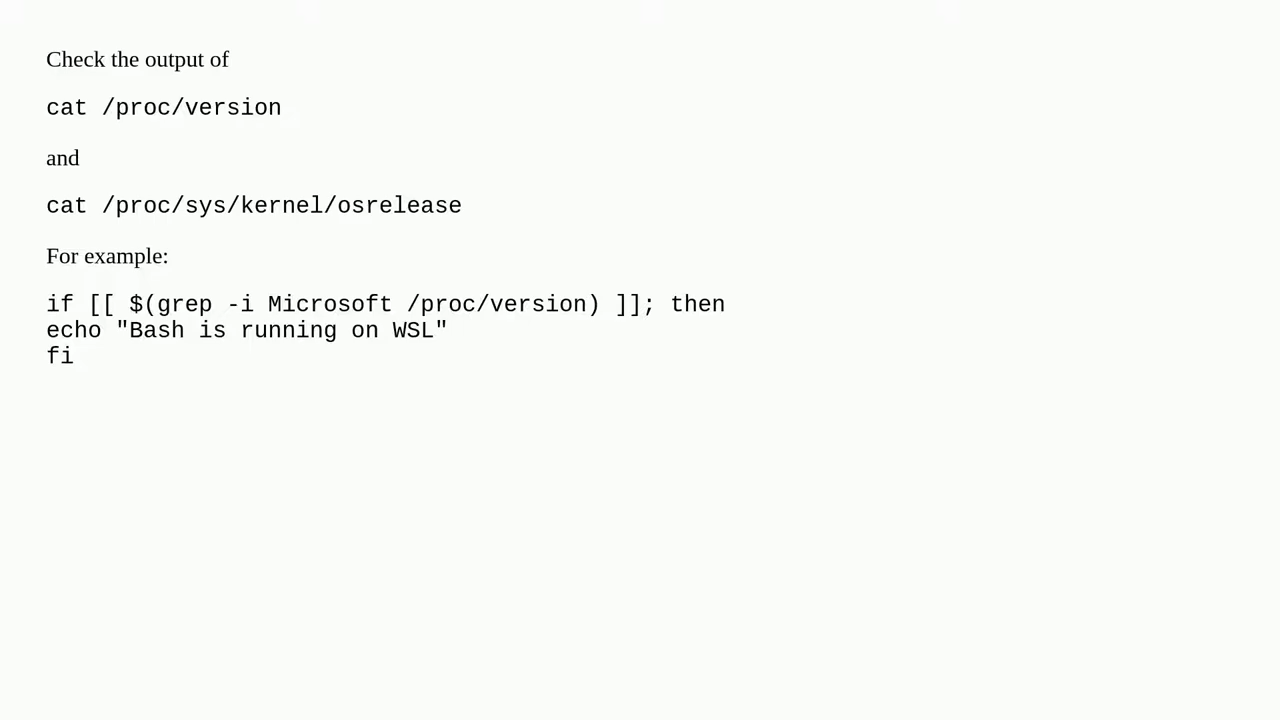 Check the output of
cat /proc/version
and
cat /proc/sys/kernel/osrelease
For example:
if [[ $(grep -i Microsoft /proc/version) ]]; then
echo "Bash is running on WSL"
fi